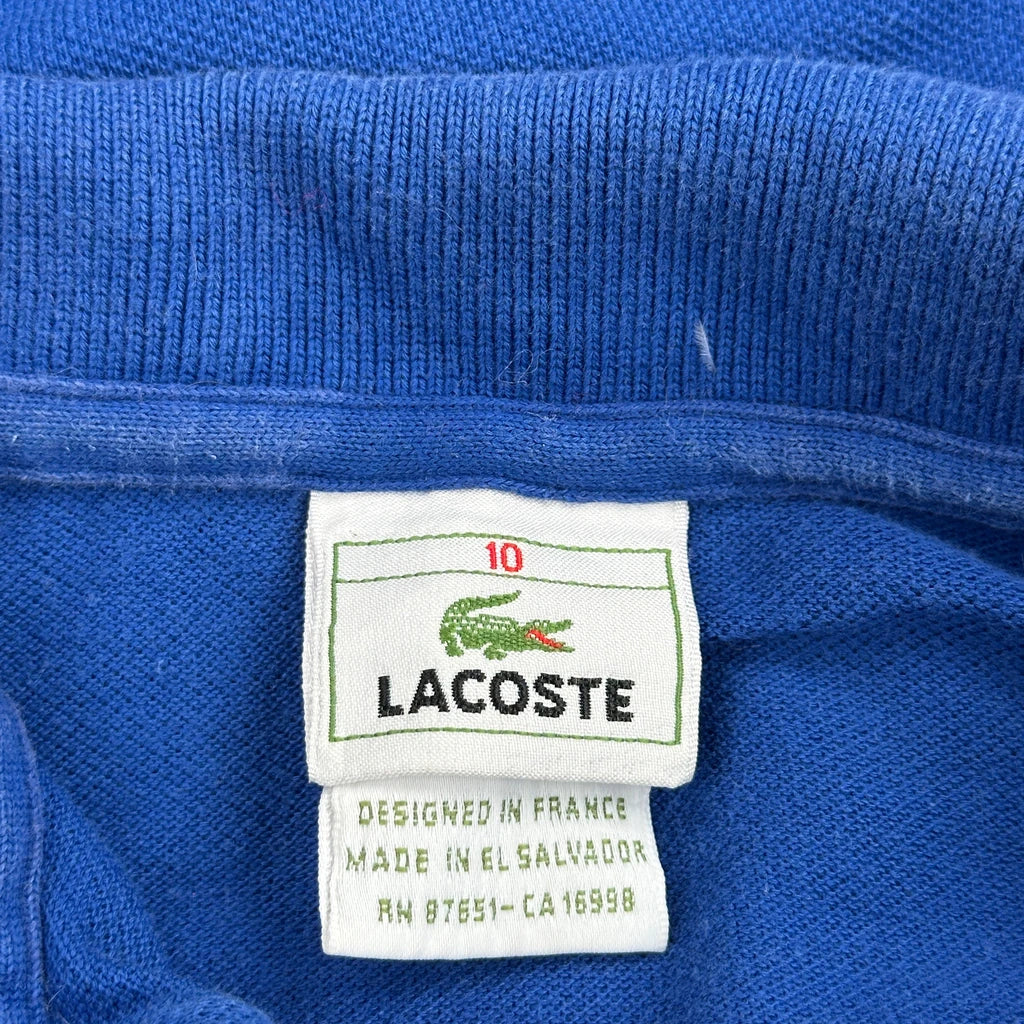 10
LACOSTE
DESIGNED IN FRANCE
MADE IN EL SALVADOR
RN 87651-CA 16998